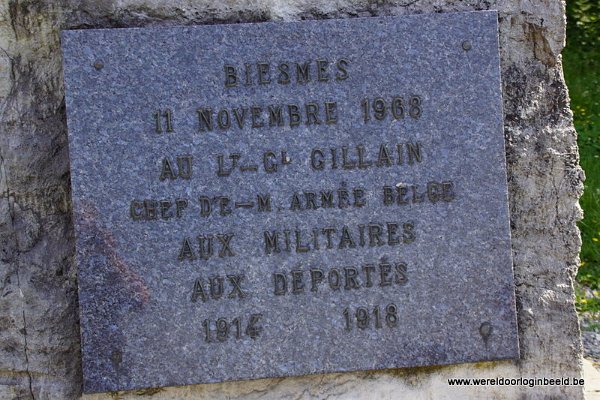 BIESMES
11 NOVEMBRE 1968
AU LT-GL GILLAIN
CHEF D'E-M. ARMÉE BELGE
AUX MILITAIRES
AUX DÉPORTÉS
1914 1918
www.wereldoorloginbeeld.be